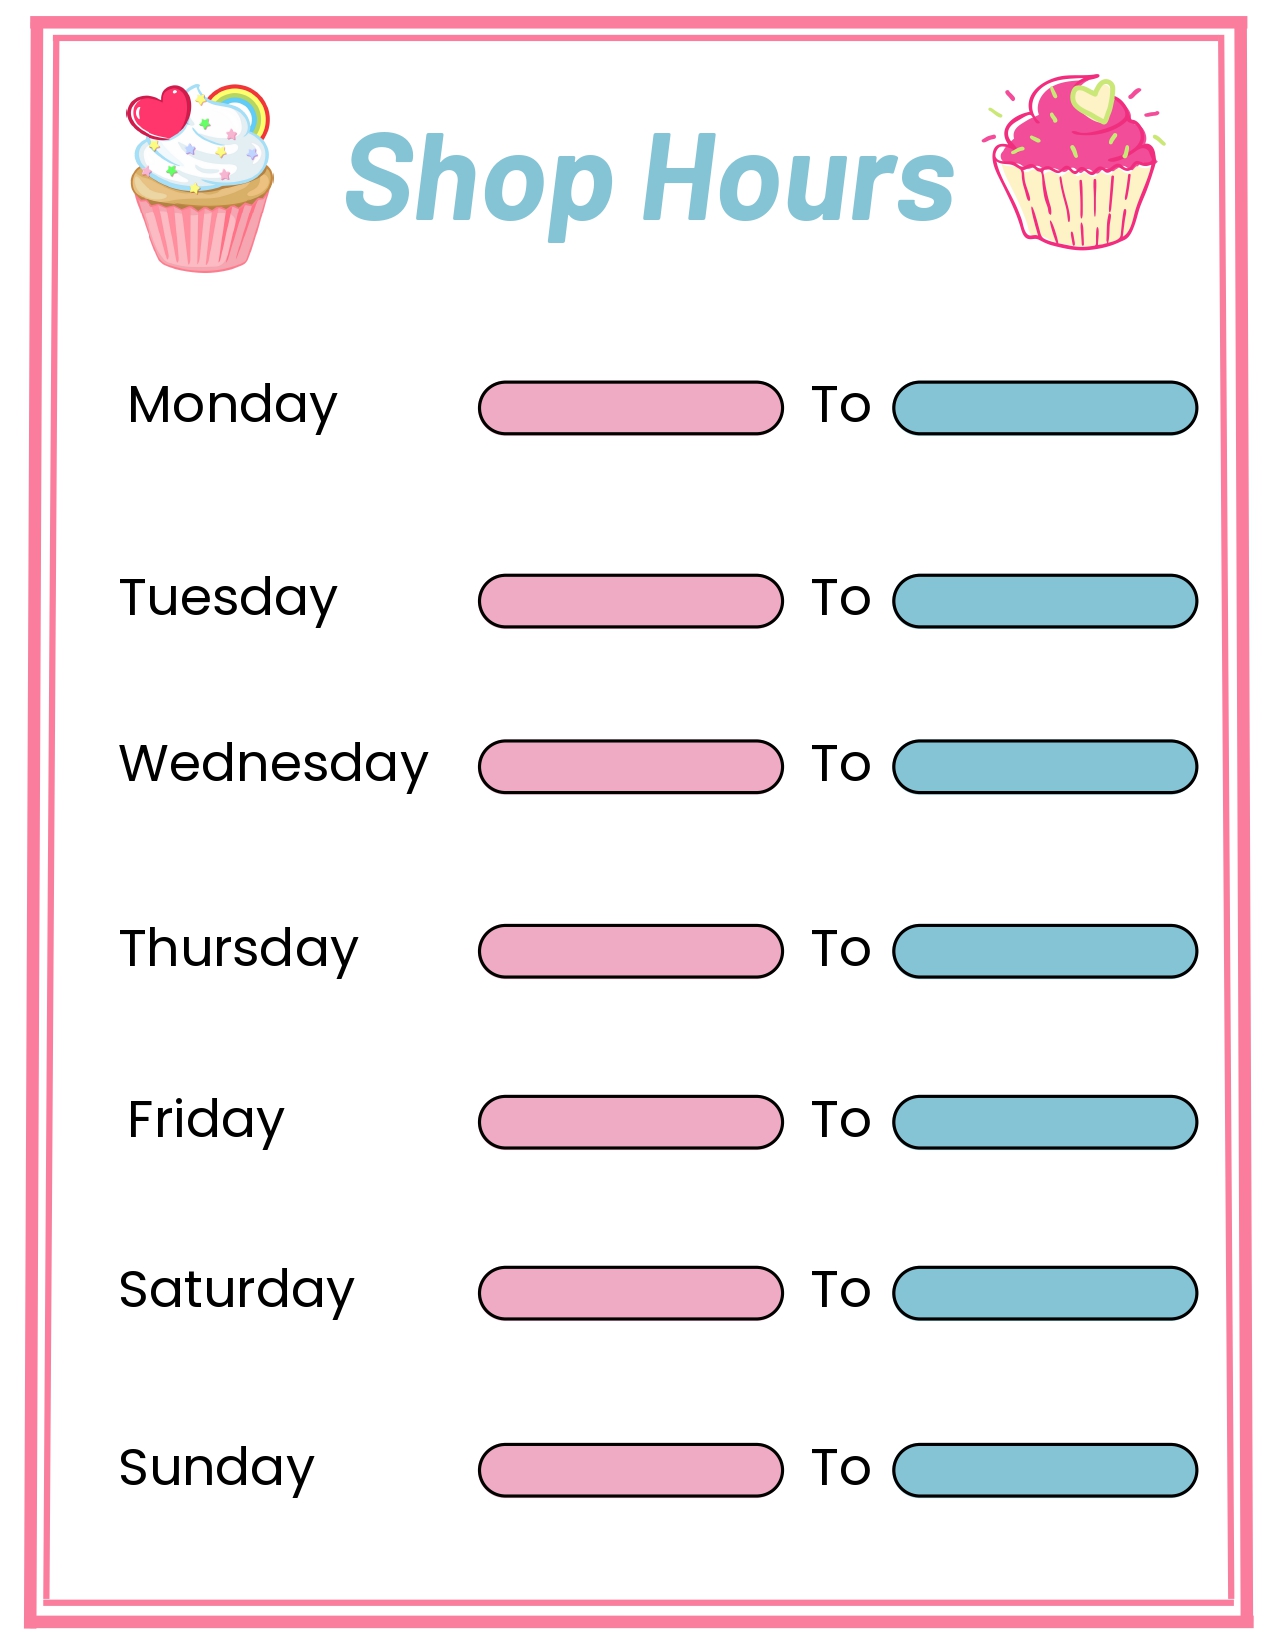 Shop Hours
Monday To
Tuesday To
Wednesday To
Thursday To
Friday To
Saturday To
Sunday To